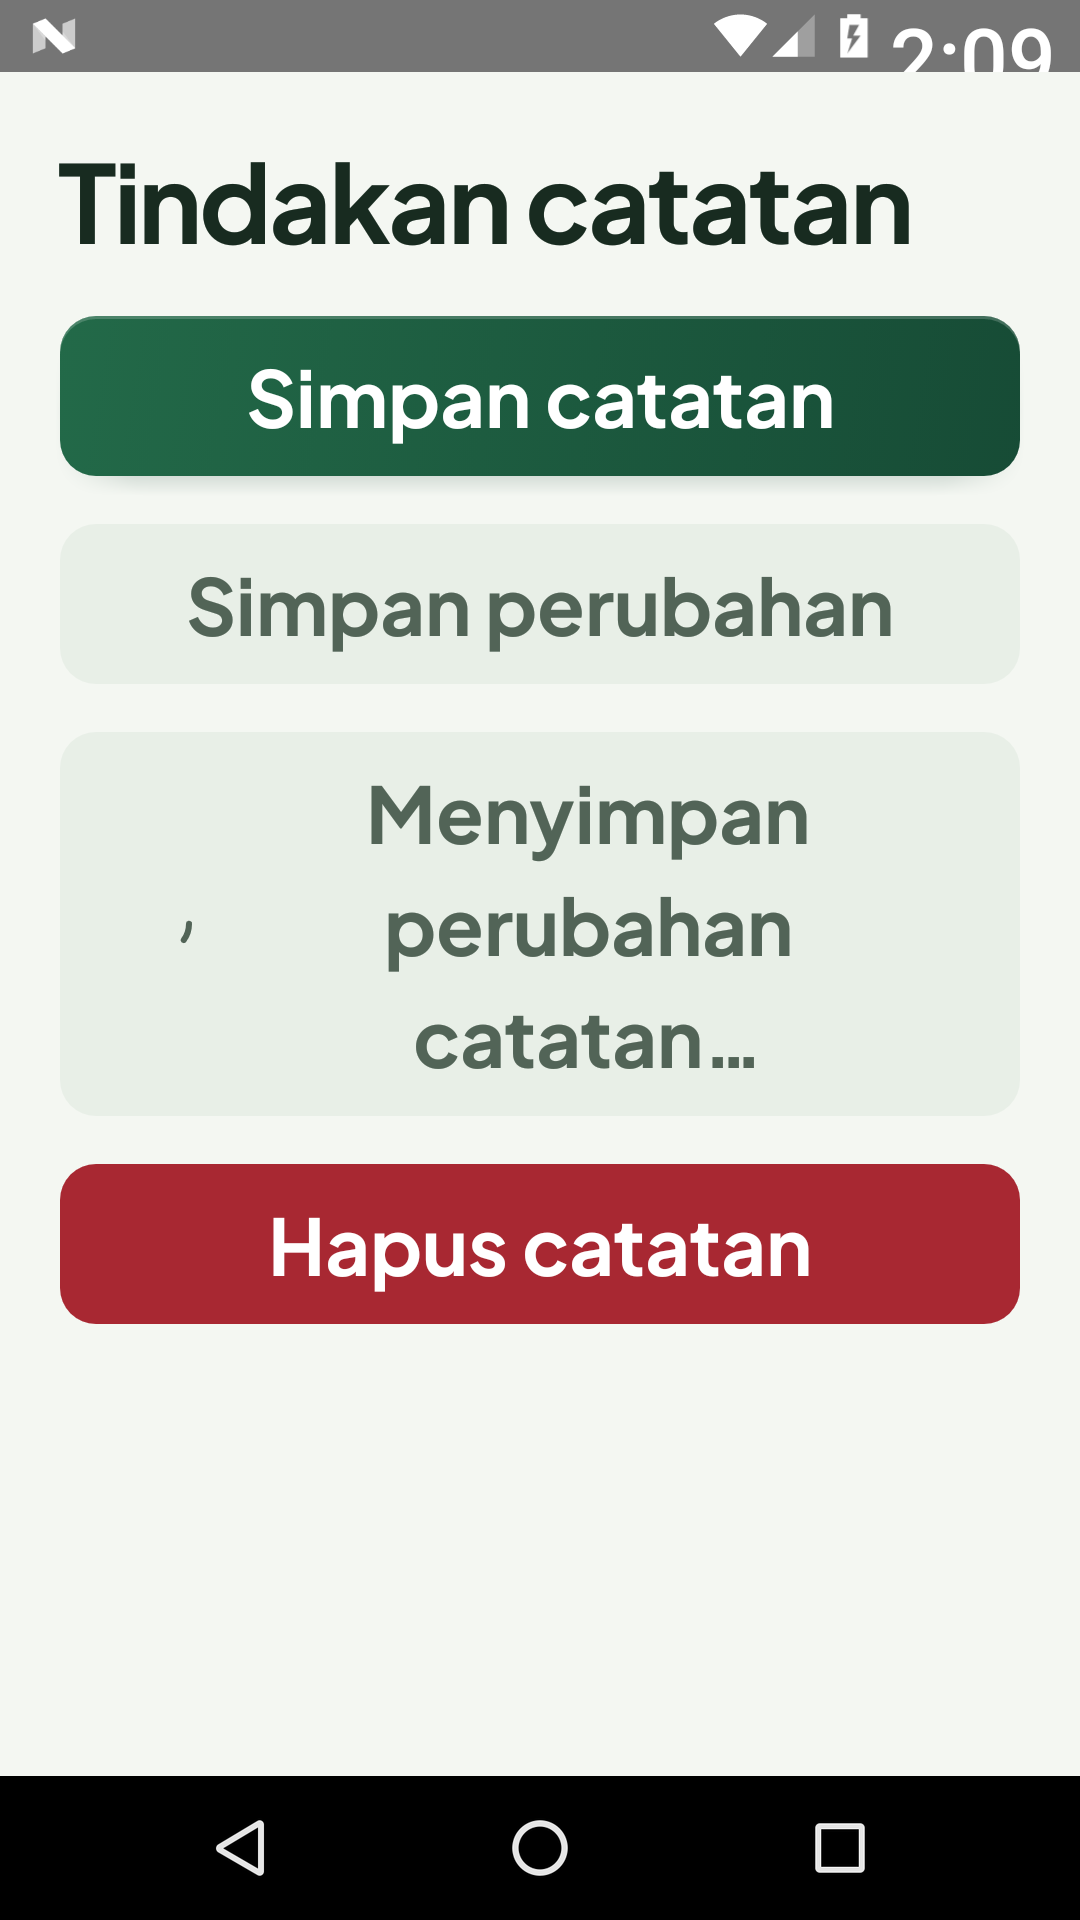 2:09
Tindakan catatan
Simpan catatan
Simpan perubahan
Menyimpan
perubahan
catatan…
Hapus catatan